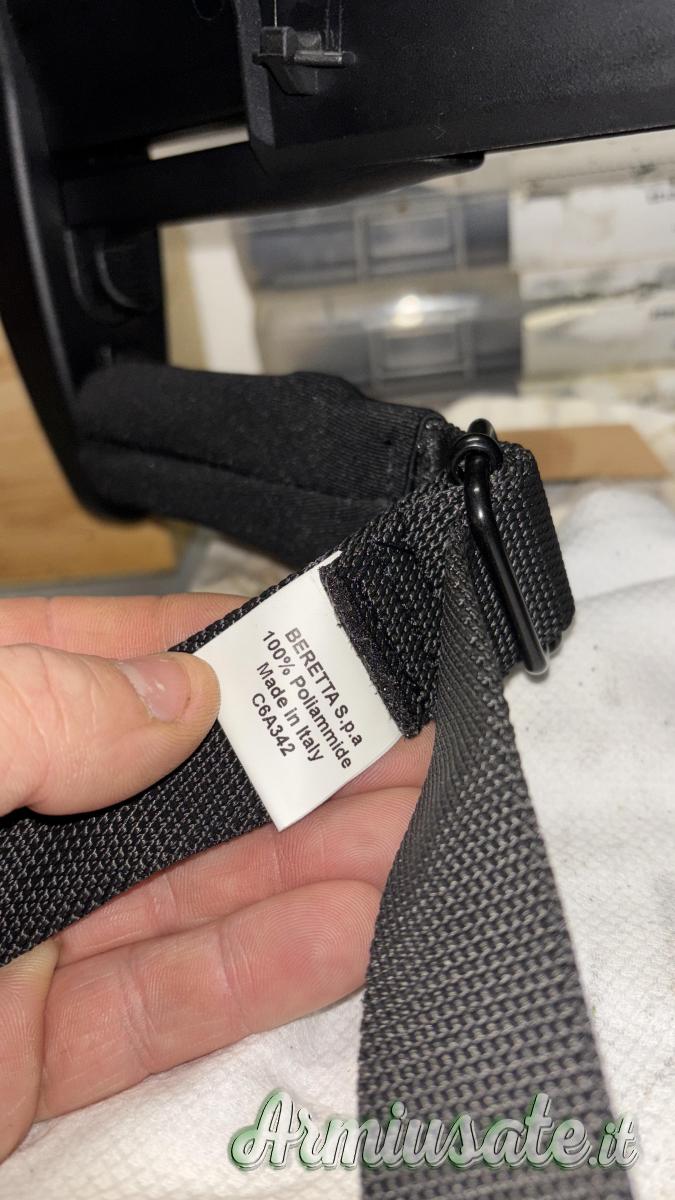 BERETTA S.p.a
100% Poliammide
Made in Italy
C6A342
Armiusate.it